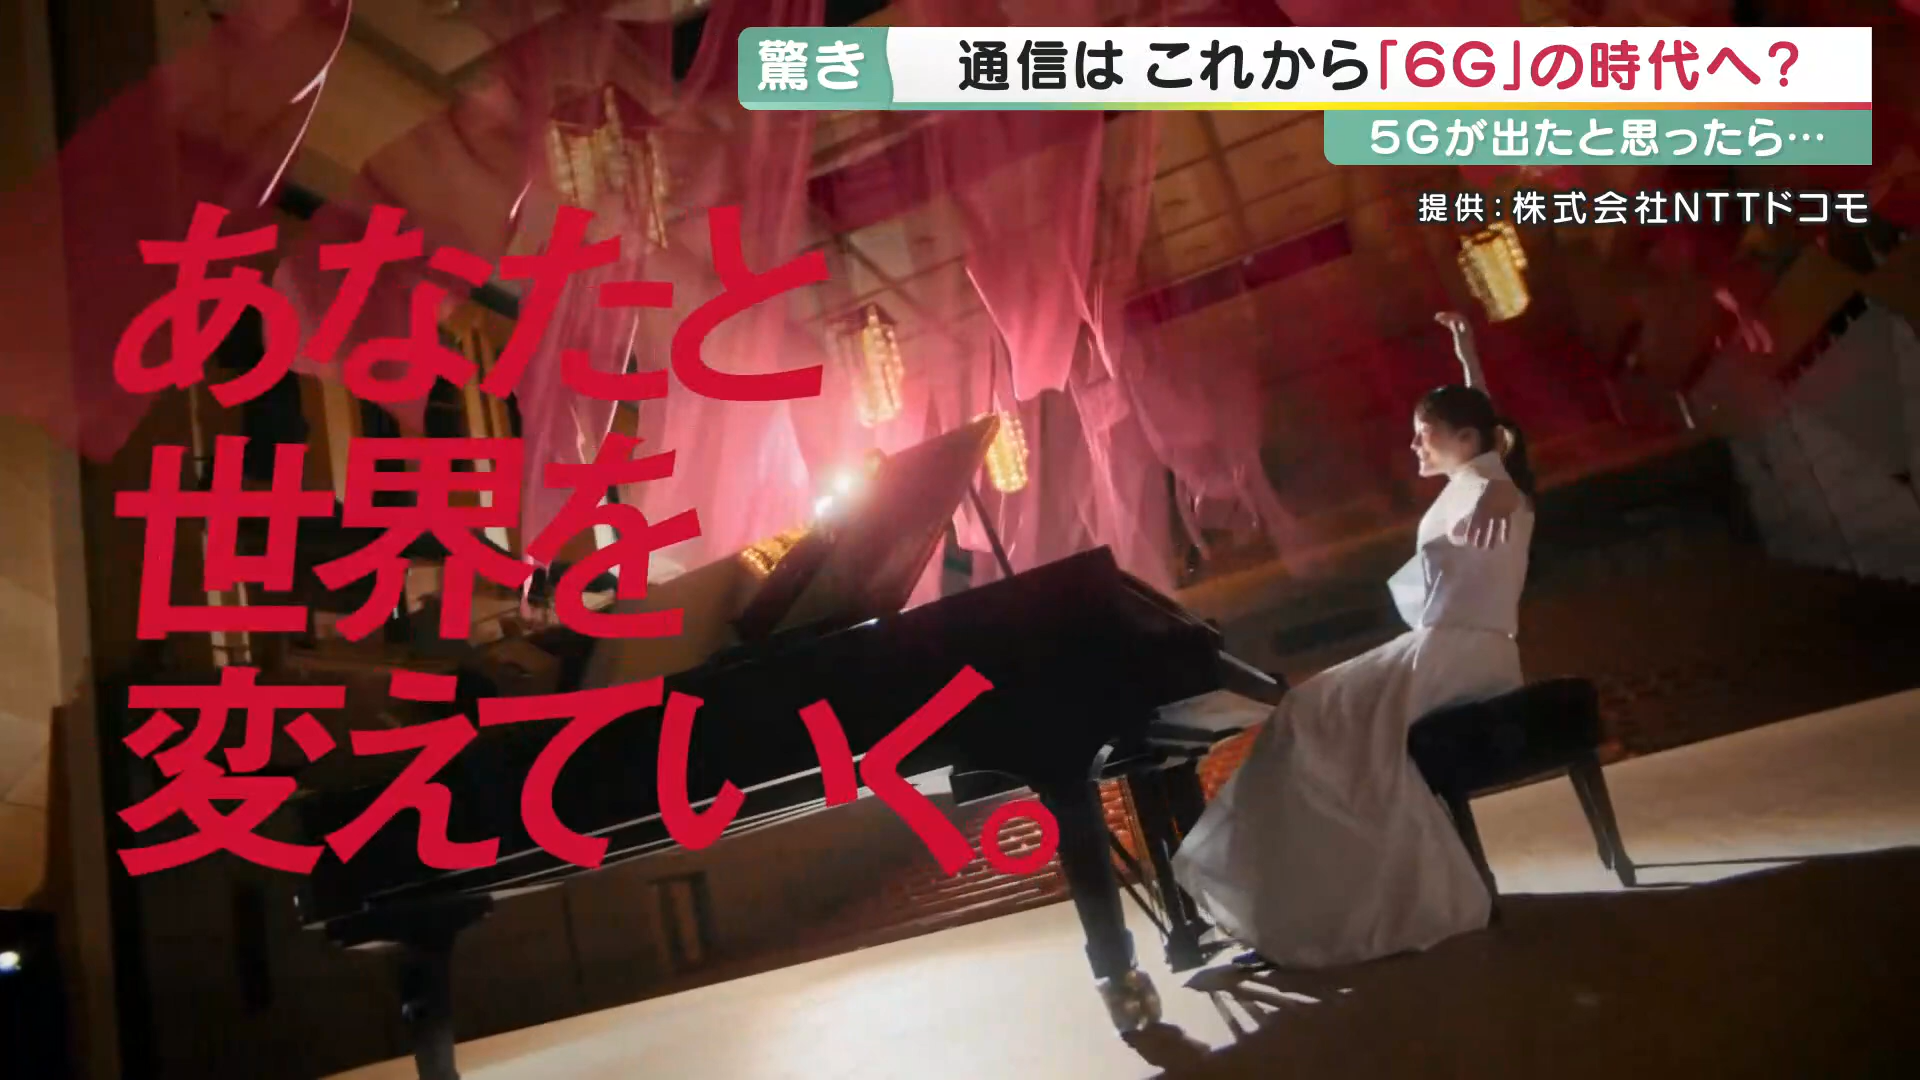 驚き
通信は これから「6G」の時代へ?
5Gが出たと思ったら…
提供:株式会社NTTドコモ
あなたと
世界を
変えていく。